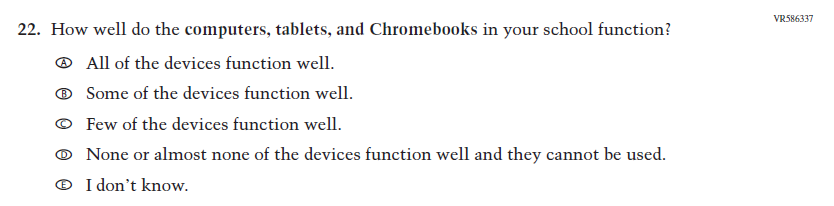 VR586337
22. How well do the computers, tablets, and Chromebooks in your school function?
Ⓐ All of the devices function well.
Ⓑ Some of the devices function well.
Ⓒ Few of the devices function well.
Ⓓ None or almost none of the devices function well and they cannot be used.
Ⓔ I don’t know.